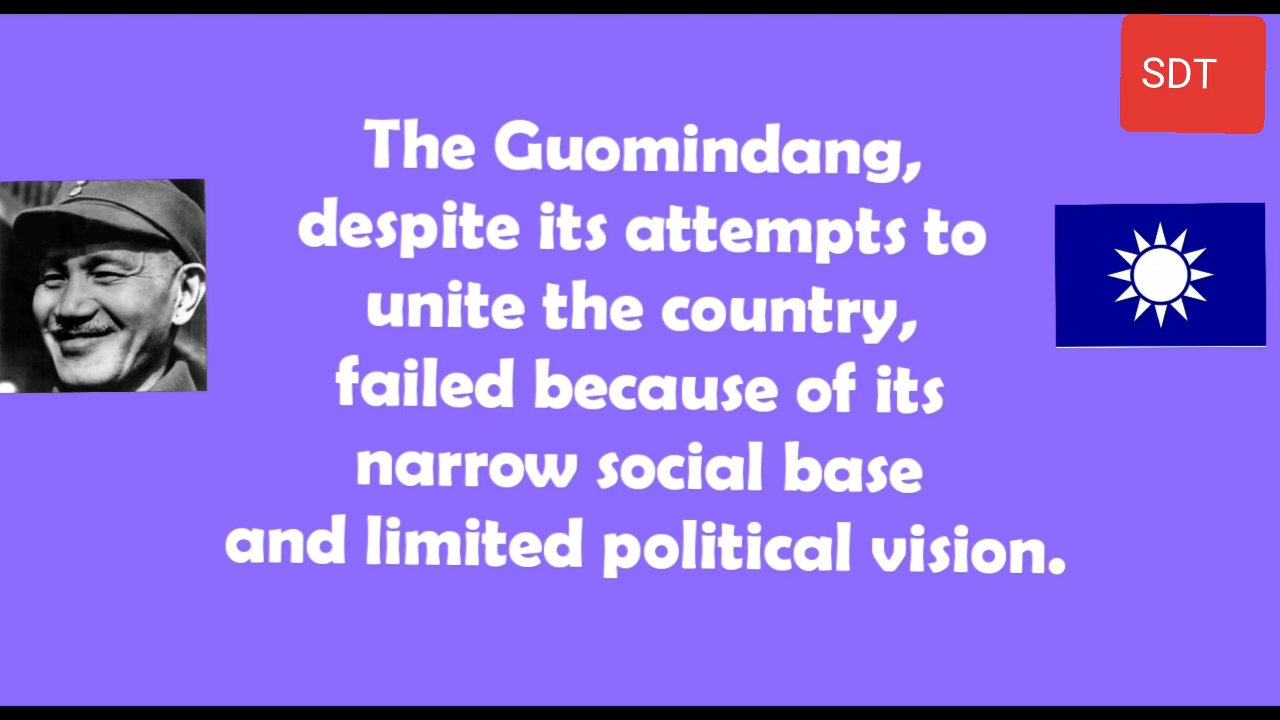 SDT
The Guomindang,
despite its attempts to
unite the country,
failed because of its
narrow social base
and limited political vision.